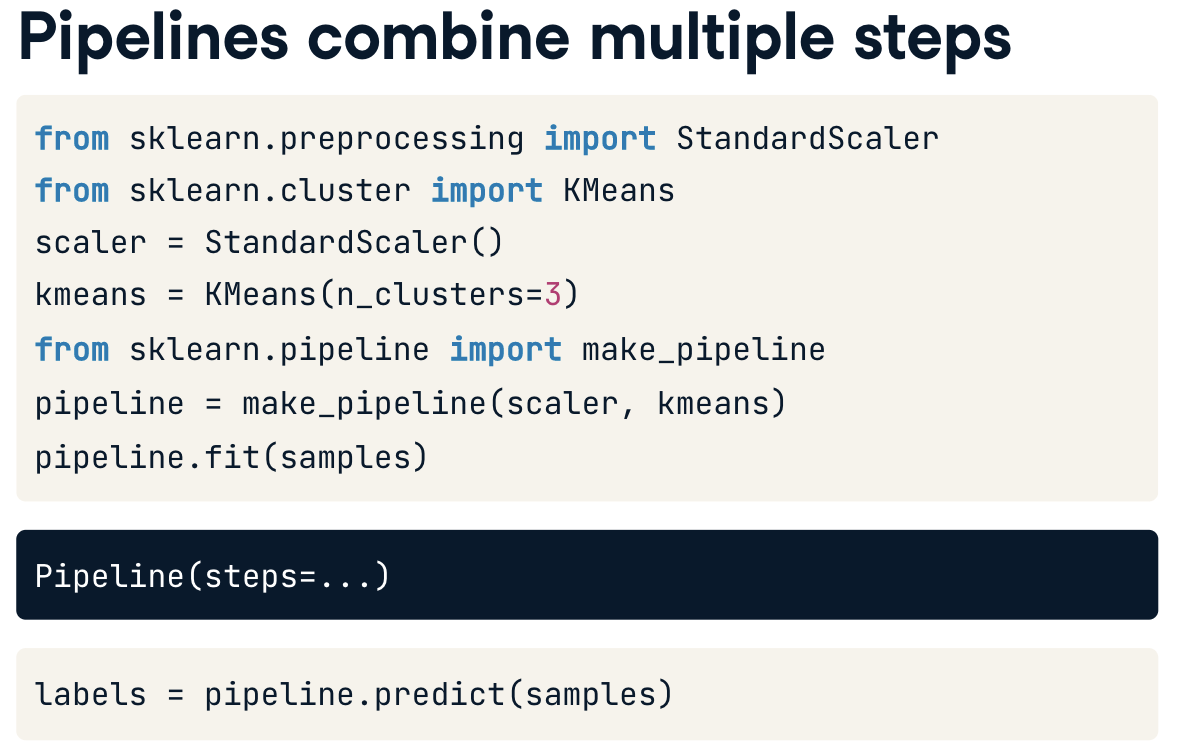 Pipelines combine multiple steps
from sklearn.preprocessing import StandardScaler
from sklearn.cluster import KMeans
scaler = StandardScaler()
kmeans = KMeans(n_clusters=3)
from sklearn.pipeline import make_pipeline
pipeline = make_pipeline(scaler, kmeans)
pipeline.fit(samples)
Pipeline(steps=...)
labels = pipeline.predict(samples)